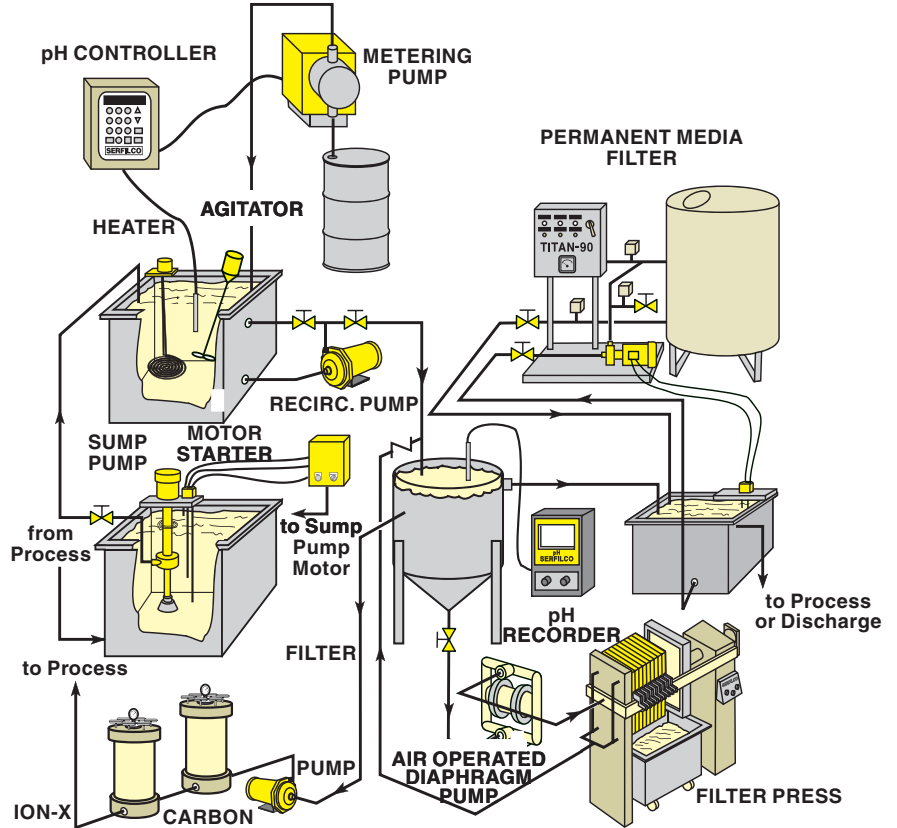 pH CONTROLLER
METERING
PUMP
SERFILCO
PERMANENT MEDIA
FILTER
AGITATOR
HEATER
TITAN-90
RECIRC. PUMP
SUMP
PUMP
MOTOR
STARTER
from
Process
to Sump
Pump
Motor
pH
SERFILCO
to Process
or Discharge
pH
RECORDER
to Process
FILTER
AIR OPERATED
DIAPHRAGM
PUMP
PUMP
FILTER PRESS
ION-X
CARBON